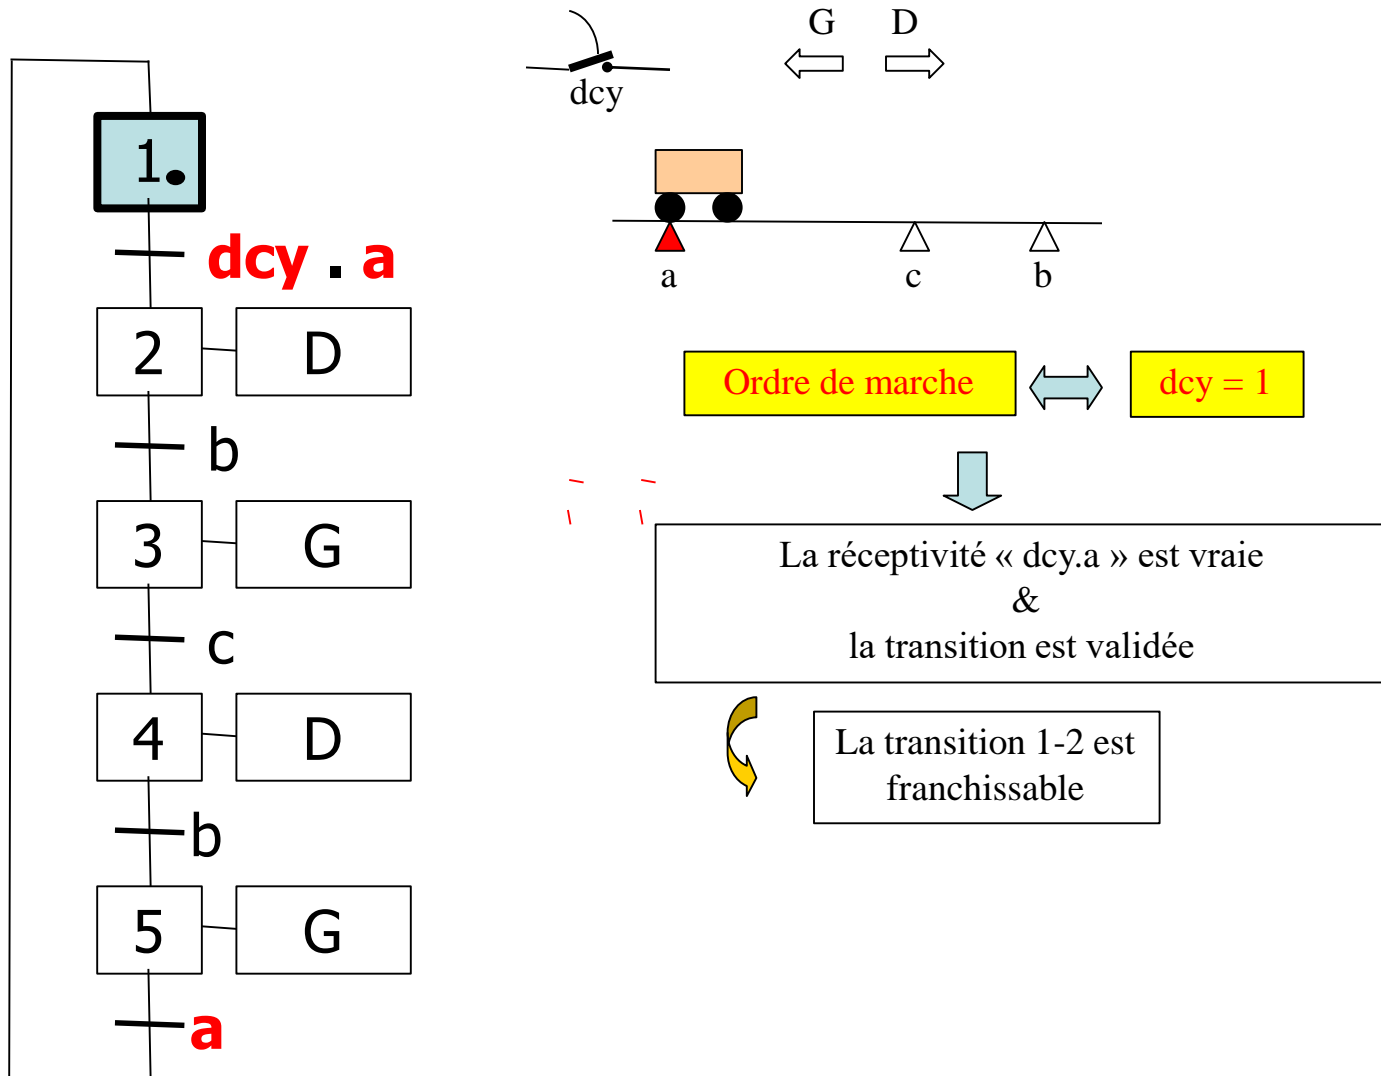 G D
dcy
1.
dcy . a
a c b
2 D
Ordre de marche
dcy = 1
b
3 G
La réceptivité « dcy.a » est vraie
&
la transition est validée
c
4 D
La transition 1-2 est
franchissable
b
5 G
a